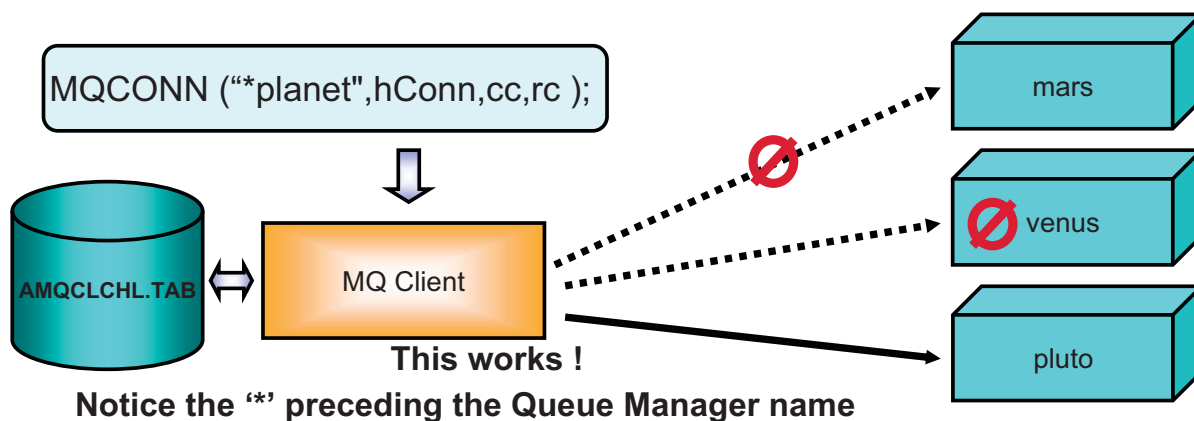 MQCONN (“*planet",hConn,cc,rc );
mars
venus
AMQCLCHL.TAB
MQ Client
pluto
This works !
Notice the ‘*’ preceding the Queue Manager name